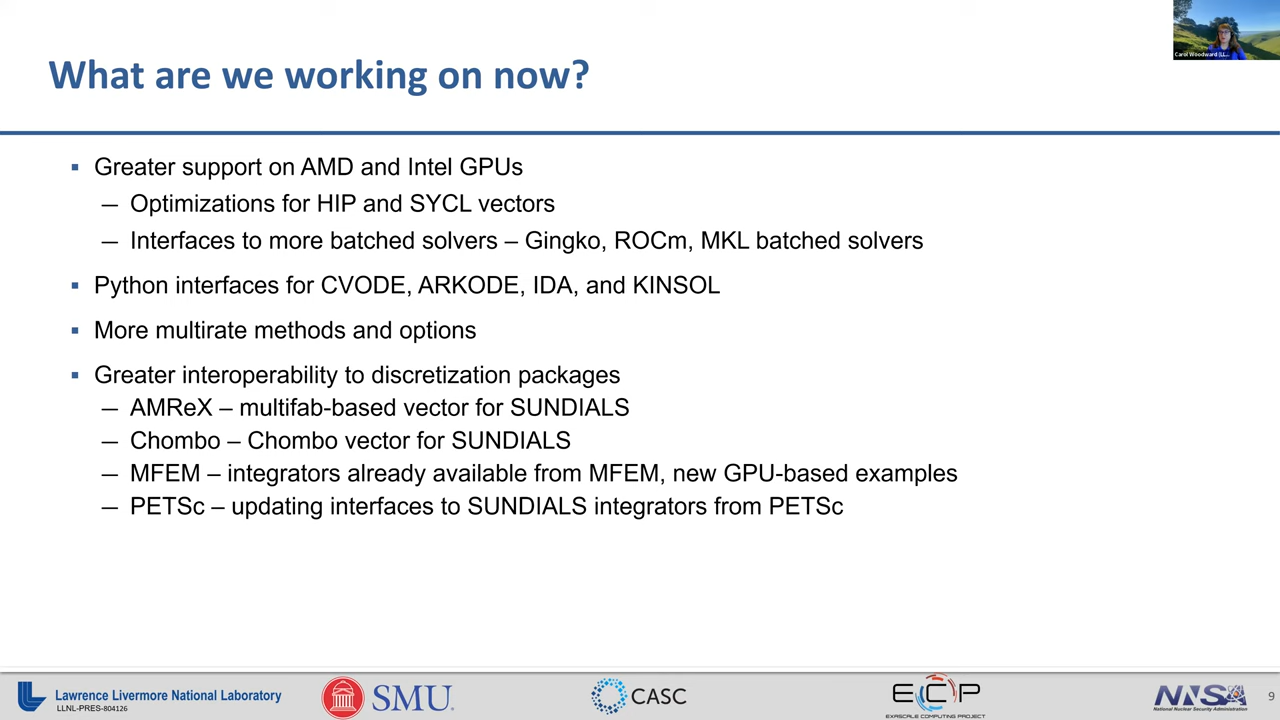 Carol Woodward (LL...
What are we working on now?
▪ Greater support on AMD and Intel GPUs
— Optimizations for HIP and SYCL vectors
— Interfaces to more batched solvers – Gingko, ROCm, MKL batched solvers
▪ Python interfaces for CVODE, ARKODE, IDA, and KINSOL
▪ More multirate methods and options
▪ Greater interoperability to discretization packages
— AMReX – multifab-based vector for SUNDIALS
— Chombo – Chombo vector for SUNDIALS
— MFEM – integrators already available from MFEM, new GPU-based examples
— PETSc – updating interfaces to SUNDIALS integrators from PETSc
Lawrence Livermore National Laboratory
LLNL-PRES-804126
SMU.
CASC
ECP
EXASCALE COMPUTING PROJECT
NNSA
National Nuclear Security Administration
9